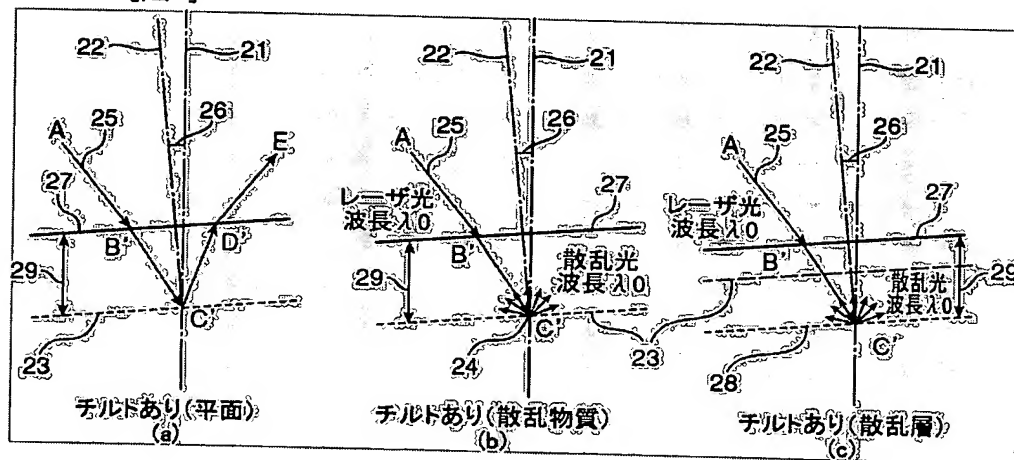 22
21
25
26
A
E
27
B'
D'
29
C'
23
チルトあり(平面)
(a)
22
21
25
26
A
レーザ光
波長λ0
27
B'
散乱光
波長λ0
29
C'
24
23
チルトあり(散乱物質)
(b)
22
21
25
26
A
レーザ光
波長λ0
27
B'
散乱光
波長λ0
29
C'
28
チルトあり(散乱層)
(c)